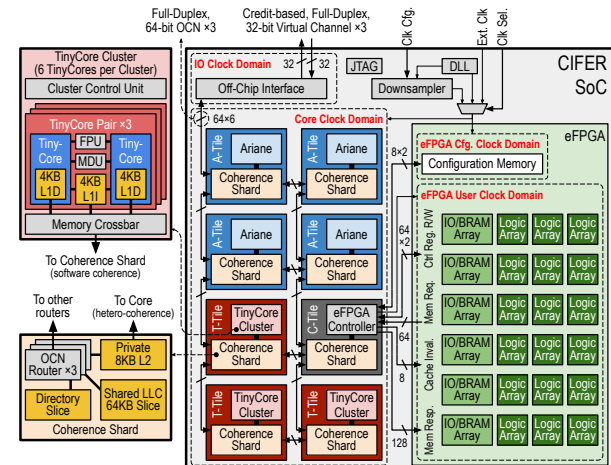 Full-Duplex,
64-bit OCN ×3
Credit-based, Full-Duplex,
32-bit Virtual Channel ×3
Clk Cfg.
Ext. Clk
Clk Sel.
TinyCore Cluster
(6 TinyCores per Cluster)
Cluster Control Unit
TinyCore Pair ×3
Tiny-
Core
FPU
MDU
Tiny-
Core
4KB
L1D
4KB
L1I
4KB
L1D
Memory Crossbar
To Coherence Shard
(software coherence)
To other
routers
To Core
(hetero-coherence)
OCN
Router ×3
Private
8KB L2
Directory
Slice
Shared LLC
64KB Slice
Coherence Shard
IO Clock Domain
32
32
Off-Chip Interface
64×6
JTAG
DLL
Downsampler
CIFER
SoC
Core Clock Domain
A-Tile
Ariane
Coherence
Shard
A-Tile
Ariane
Coherence
Shard
A-Tile
Ariane
Coherence
Shard
A-Tile
Ariane
Coherence
Shard
T-Tile
TinyCore
Cluster
Coherence
Shard
C-Tile
eFPGA
Controller
Coherence
Shard
T-Tile
TinyCore
Cluster
Coherence
Shard
T-Tile
TinyCore
Cluster
Coherence
Shard
8×2
64
×2
64
8
128
eFPGA
eFPGA Cfg. Clock Domain
Configuration Memory
eFPGA User Clock Domain
Ctrl Reg. R/W
Mem Req.
Cache Inval.
Mem Resp.
IO/BRAM
Array
Logic
Array
Logic
Array
Logic
Array
IO/BRAM
Array
Logic
Array
Logic
Array
Logic
Array
IO/BRAM
Array
Logic
Array
Logic
Array
Logic
Array
IO/BRAM
Array
Logic
Array
Logic
Array
Logic
Array
IO/BRAM
Array
Logic
Array
Logic
Array
Logic
Array
IO/BRAM
Array
Logic
Array
Logic
Array
Logic
Array